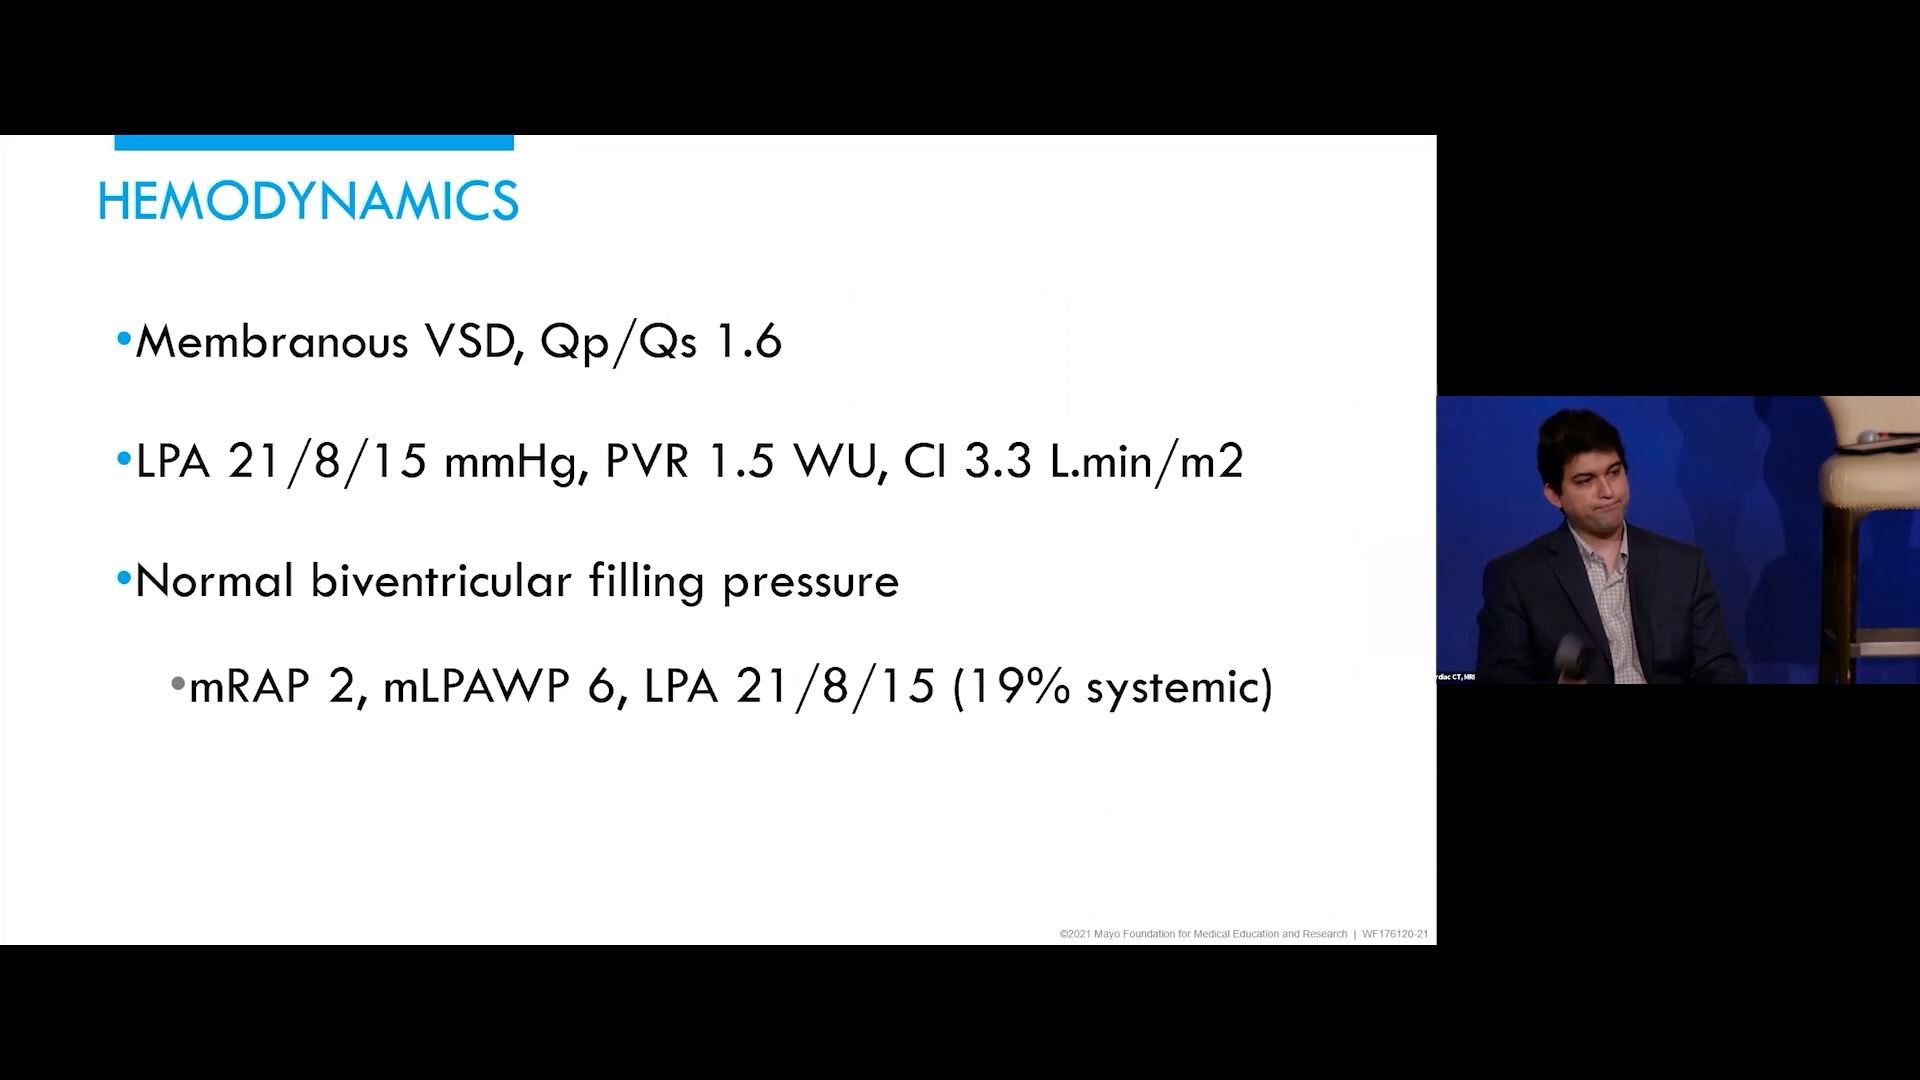 HEMODYNAMICS
•Membranous VSD, Qp/Qs 1.6
•LPA 21/8/15 mmHg, PVR 1.5 WU, CI 3.3 L.min/m2
•Normal biventricular filling pressure
•mRAP 2, mLPAWP 6, LPA 21/8/15 (19% systemic)
CT, MRI
©2021 Mayo Foundation for Medical Education and Research | WF176120-21